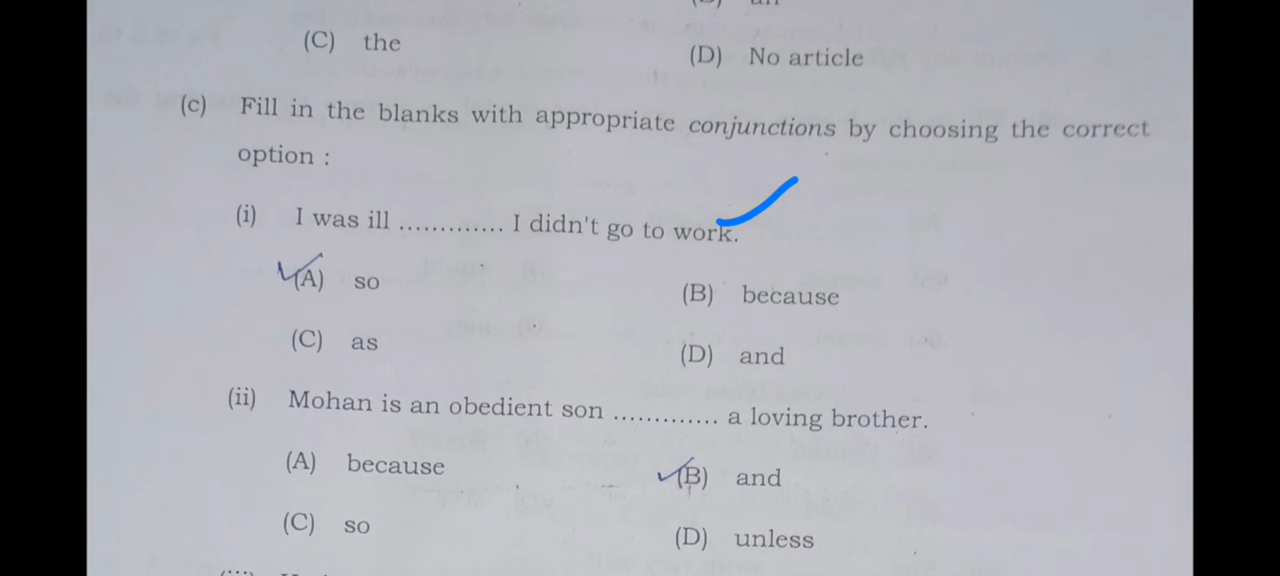 (C) the (D) No article
(c) Fill in the blanks with appropriate conjunctions by choosing the correct
option :
(i) I was ill ............. I didn't go to work.
(A) so (B) because
(C) as (D) and
(ii) Mohan is an obedient son ............. a loving brother.
(A) because (B) and
(C) so (D) unless